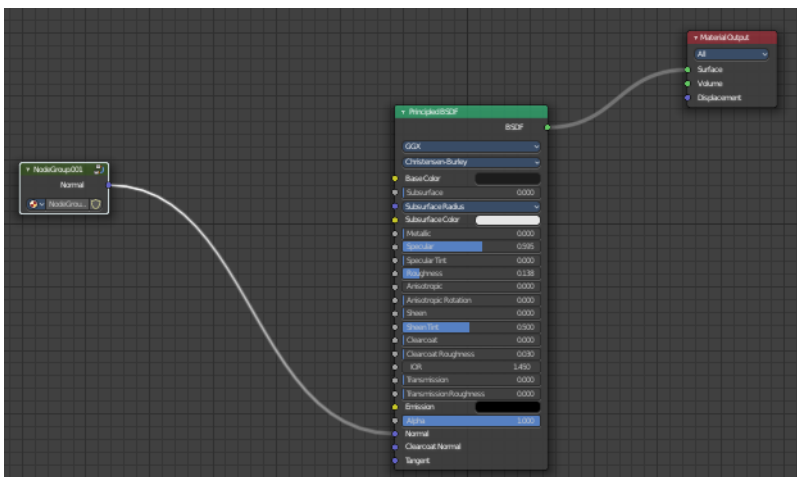 Material Output
All
Surface
Volume
Displacement
Principled BSDF
BSDF
GGX
Christensen-Burley
Base Color
Subsurface 0.000
Subsurface Radius
Subsurface Color
Metallic 0.000
Specular 0.595
Specular Tint 0.000
Roughness 0.138
Anisotropic 0.000
Anisotropic Rotation 0.000
Sheen 0.000
Sheen Tint 0.500
Clearcoat 0.000
Clearcoat Roughness 0.030
IOR 1.450
Transmission 0.000
Transmission Roughness 0.000
Emission
Alpha 1.000
Normal
Clearcoat Normal
Tangent
NodeGroup.001
Normal
NodeGrou...